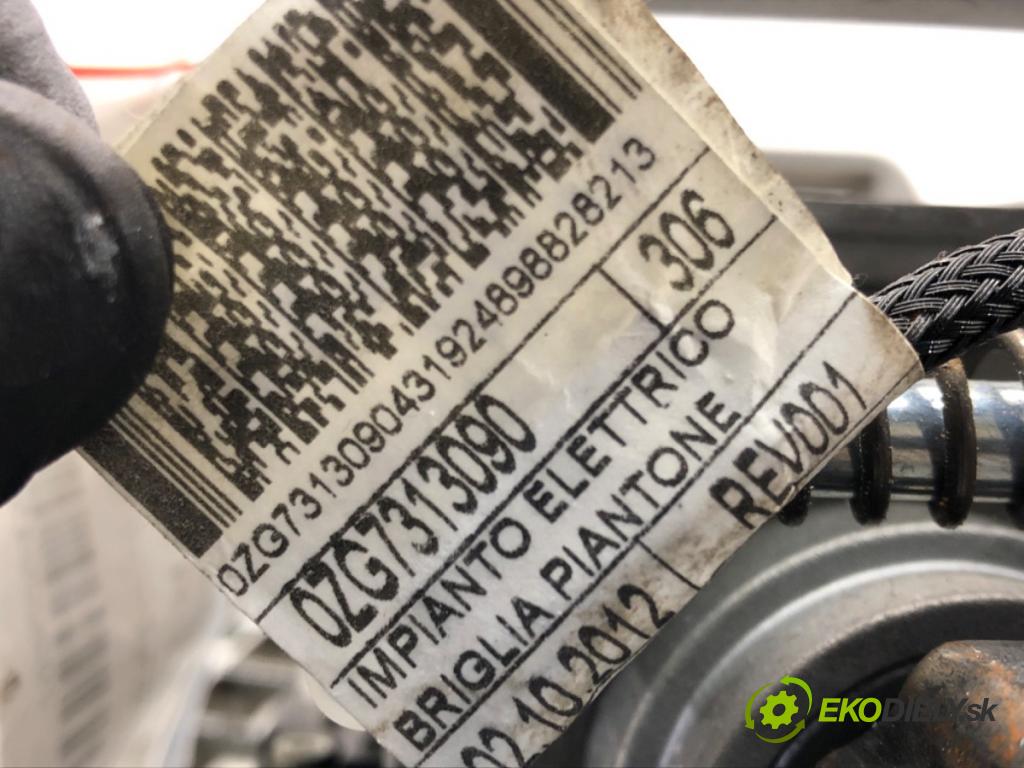 0ZG7313090431924898828213
0ZG7313090
306
IMPIANTO ELETTRICO
BRIGLIA PIANTONE
02.10.2012
REV001
EKODIELY.sk